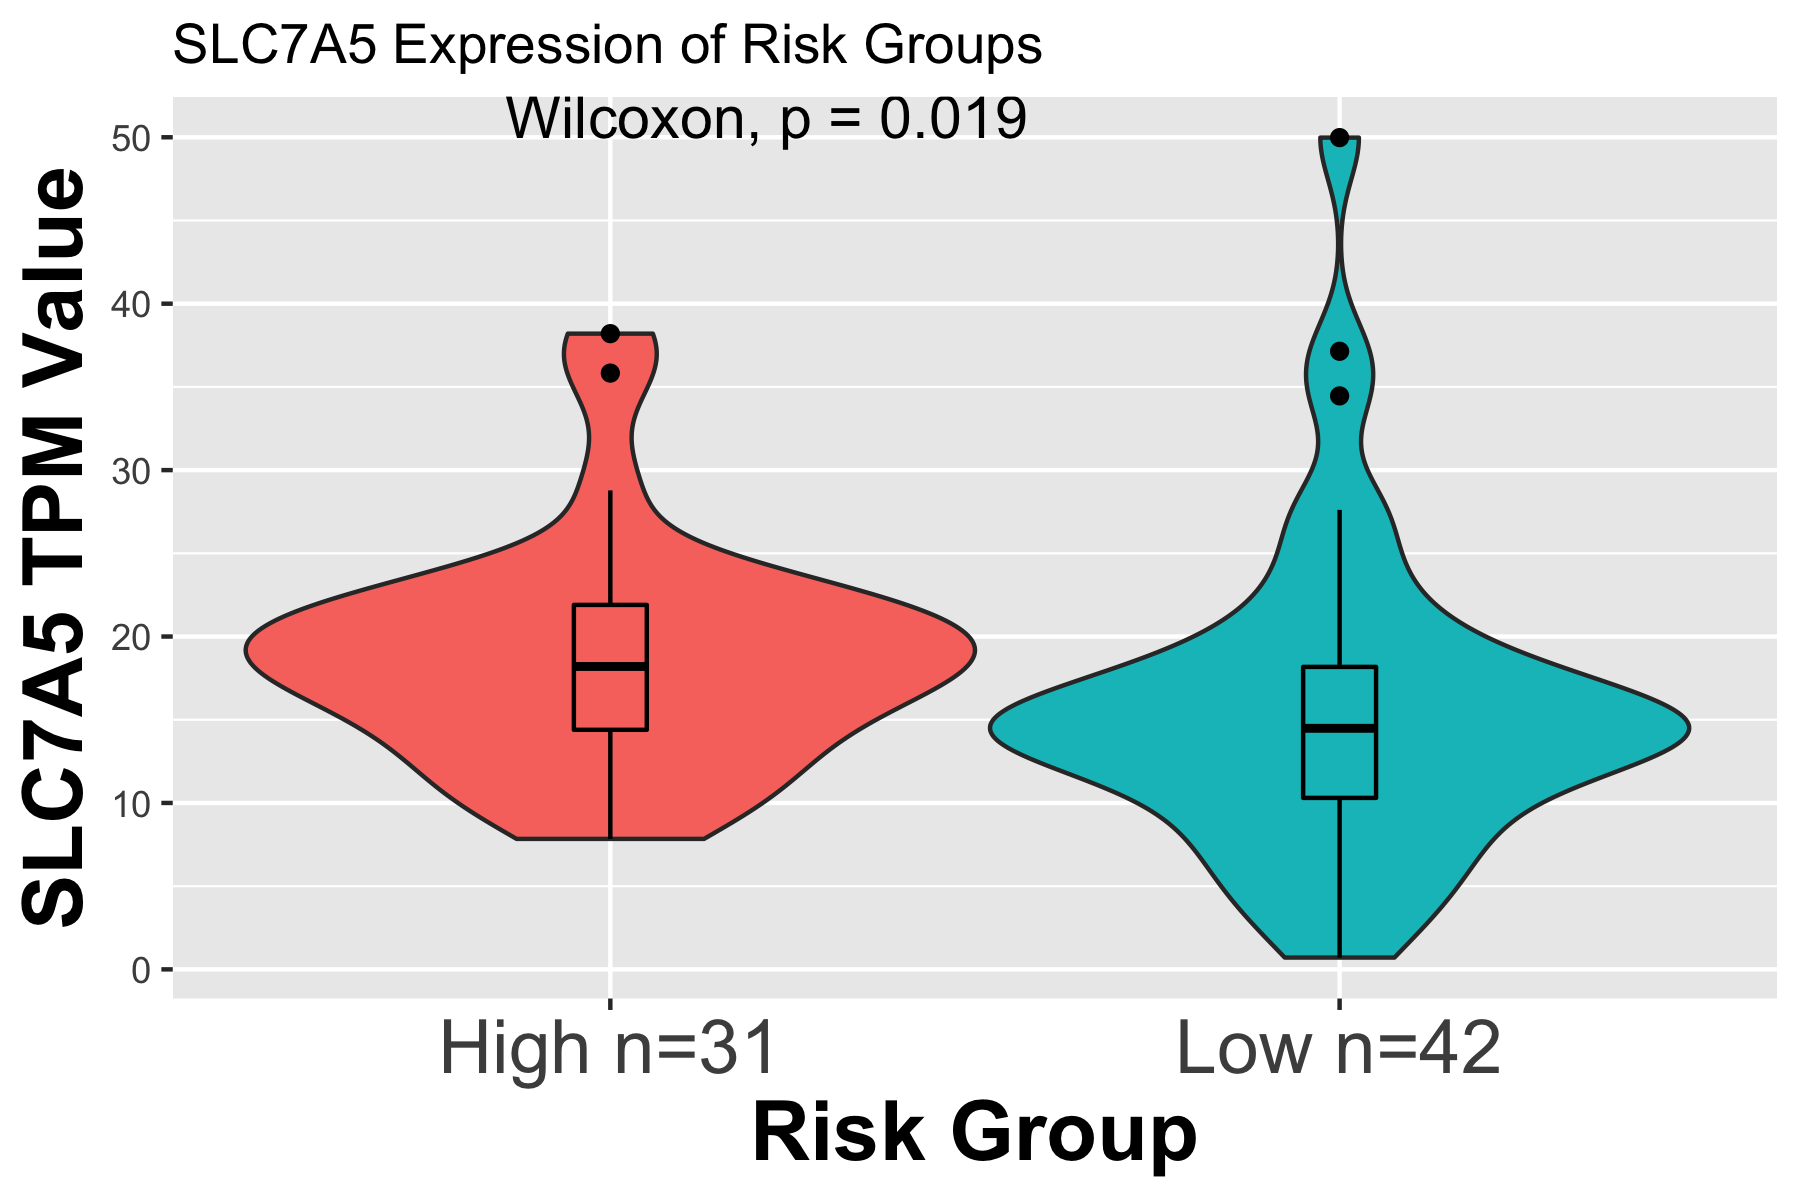 SLC7A5 Expression of Risk Groups
Wilcoxon, p = 0.019
SLC7A5 TPM Value
50
40
30
20
10
0
High n=31
Low n=42
Risk Group